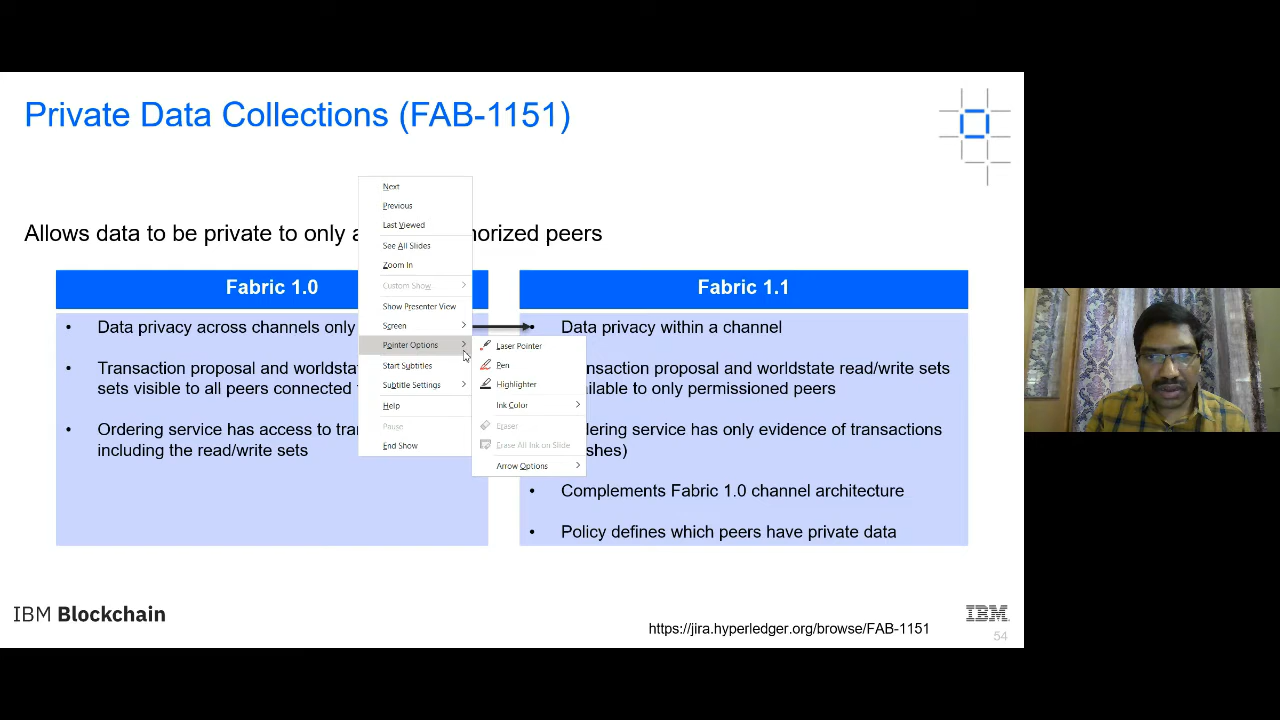 Private Data Collections (FAB-1151)
Allows data to be private to only a horized peers
Fabric 1.0
• Data privacy across channels only
• Transaction proposal and worldstate
sets visible to all peers connected
• Ordering service has access to
including the read/write sets
Next
Previous
Last Viewed
See All Slides
Zoom In
Custom Show...
Show Presenter View
Screen
Pointer Options
Start Subtitles
Subtitle Settings
Help
Pause
End Show
Laser Pointer
Pen
Highlighter
Ink Color
Eraser
Erase All Ink on Slide
Arrow Options
Fabric 1.1
• Data privacy within a channel
nsaction proposal and worldstate read/write sets
ilable to only permissioned peers
dering service has only evidence of transactions
shes)
• Complements Fabric 1.0 channel architecture
• Policy defines which peers have private data
IBM Blockchain
https://jira.hyperledger.org/browse/FAB-1151
IBM
54